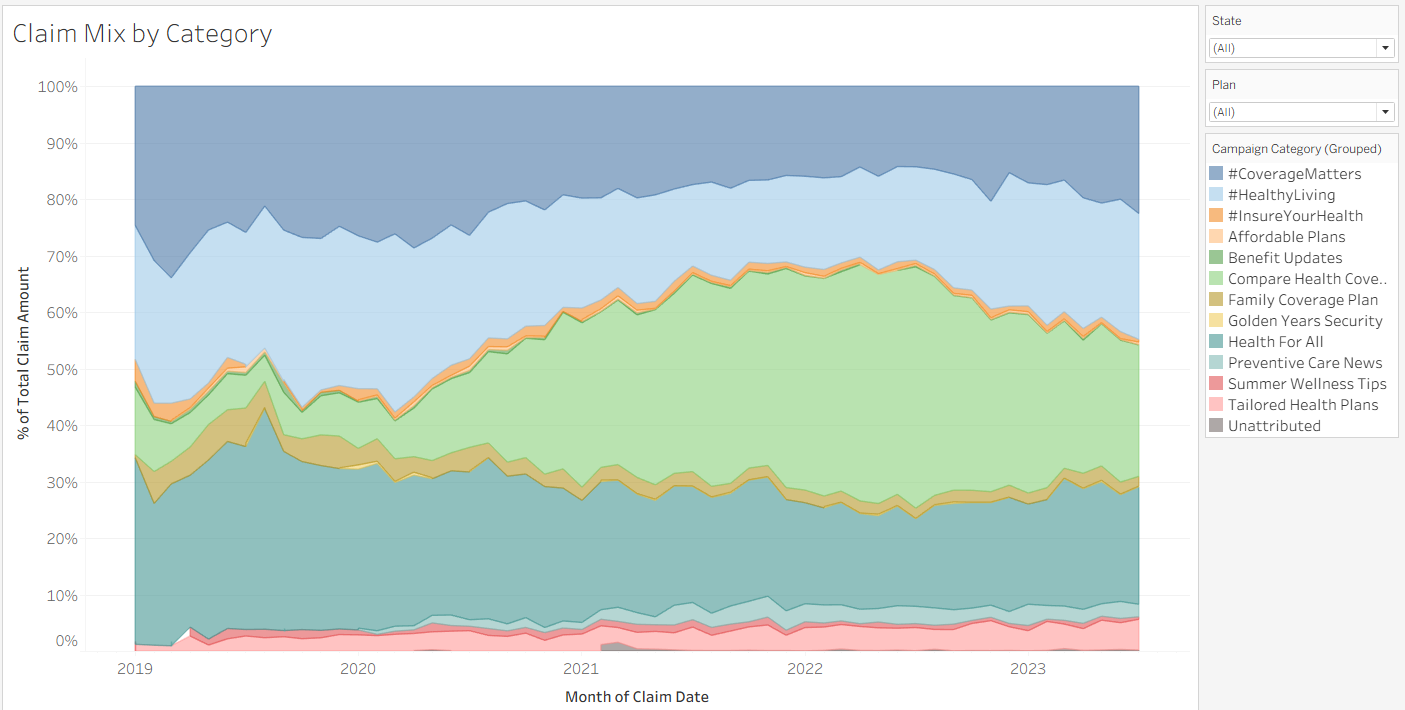 Claim Mix by Category
100%
90%
80%
70%
60%
50%
40%
30%
20%
10%
0%
% of Total Claim Amount
2019 2020 2021 2022 2023
Month of Claim Date
State
(All)
Plan
(All)
Campaign Category (Grouped)
#CoverageMatters
#HealthyLiving
#InsureYourHealth
Affordable Plans
Benefit Updates
Compare Health Cove..
Family Coverage Plan
Golden Years Security
Health For All
Preventive Care News
Summer Wellness Tips
Tailored Health Plans
Unattributed